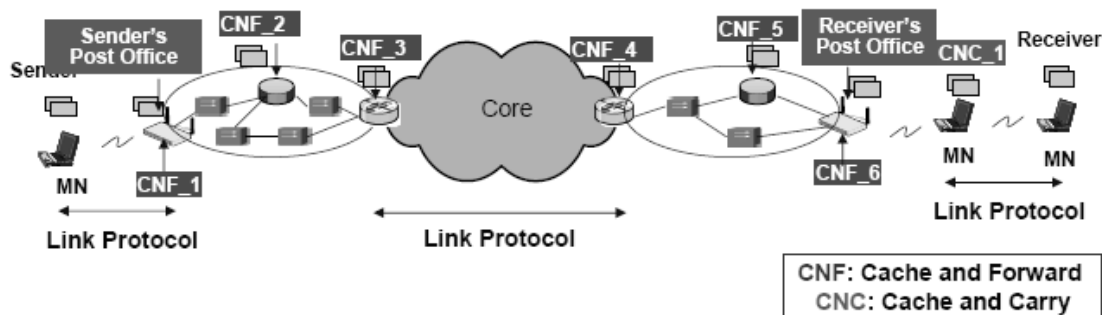 Sender's
Post Office
CNF_2
CNF_3
CNF_4
CNF_5
Receiver's
Post Office
CNC_1
Receiver
Sender
Core
MN
CNF_1
CNF_6
MN
MN
Link Protocol
Link Protocol
Link Protocol
CNF: Cache and Forward
CNC: Cache and Carry